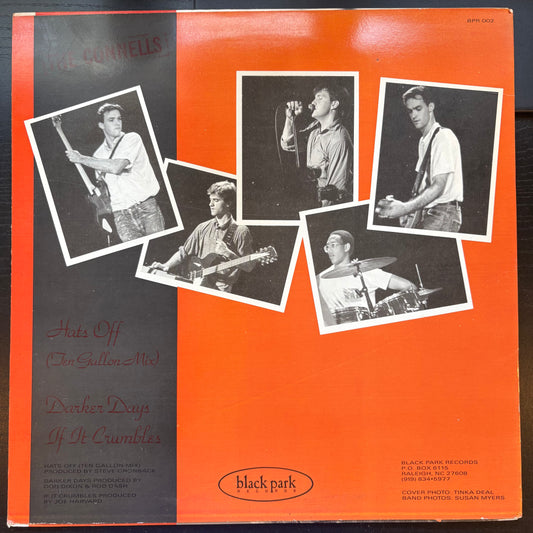 BPR 002
THE CONNELLS
Hats Off
(Ten Gallon Mix)
Darker Days
If It Crumbles
HATS OFF (TEN GALLON MIX)
PRODUCED BY STEVE GRONBACK
DARKER DAYS PRODUCED BY
DON DIXON & ROD DASH
IF IT CRUMBLES PRODUCED
BY JOE HARVARD
black park
RECORDS
BLACK PARK RECORDS
P.O. BOX 6115
RALEIGH, NC 27608
(919) 834-5977
COVER PHOTO: TINKA DEAL
BAND PHOTOS: SUSAN MYERS